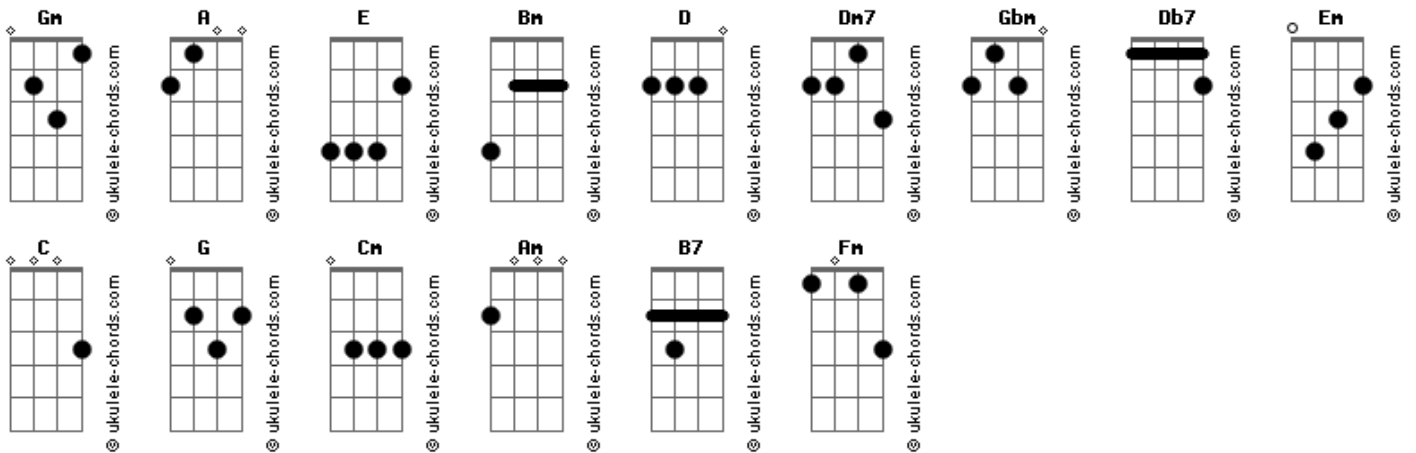 Gm A E Bm D Dm7 Gbm Db7 Em
© ukulele-chords.com © ukulele-chords.com © ukulele-chords.com © ukulele-chords.com © ukulele-chords.com © ukulele-chords.com © ukulele-chords.com © ukulele-chords.com © ukulele-chords.com
C G Cm Am B7 Fm
© ukulele-chords.com © ukulele-chords.com © ukulele-chords.com © ukulele-chords.com © ukulele-chords.com © ukulele-chords.com